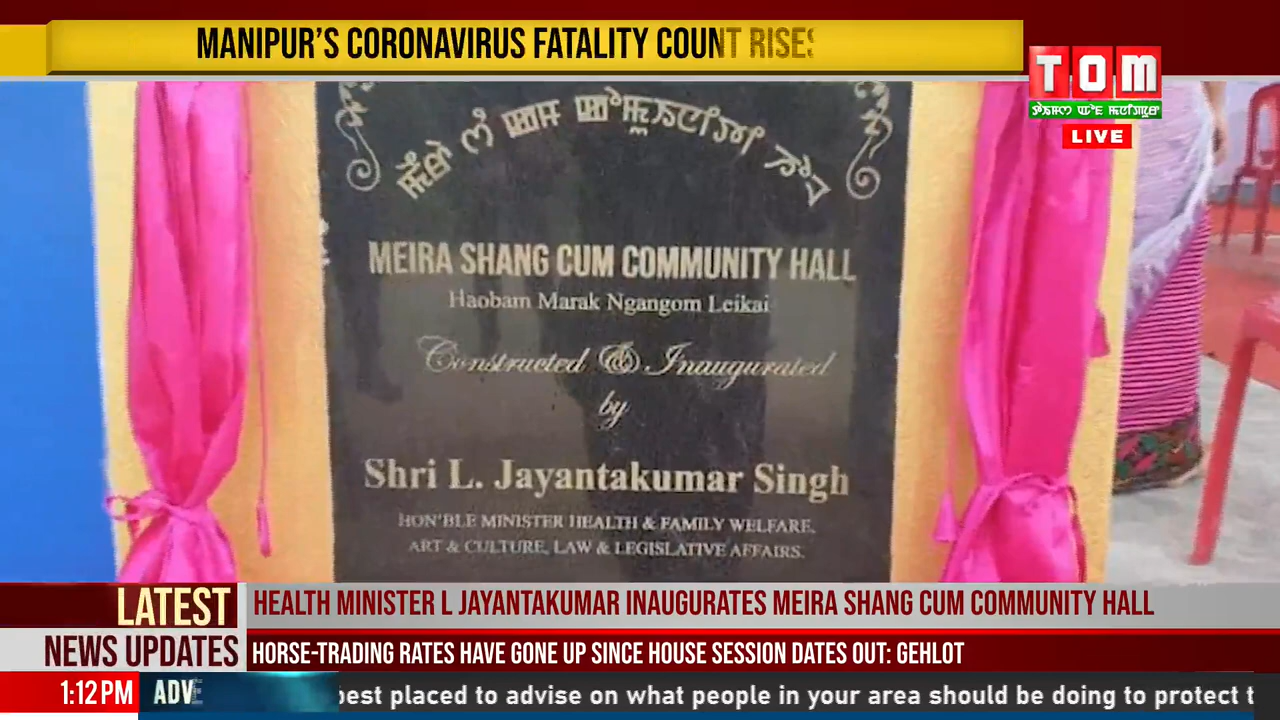 MANIPUR'S CORONAVIRUS FATALITY COUNT RISES
TOM
LIVE
MEIRA SHANG CUM COMMUNITY HALL
Haobam Marak Ngangom Leikai
Constructed & Inaugurated
by
Shri L. Jayantakumar Singh
HON'BLE MINISTER HEALTH & FAMILY WELFARE,
ART & CULTURE, LAW & LEGISLATIVE AFFAIRS.
LATEST
NEWS UPDATES
HEALTH MINISTER L JAYANTAKUMAR INAUGURATES MEIRA SHANG CUM COMMUNITY HALL
HORSE-TRADING RATES HAVE GONE UP SINCE HOUSE SESSION DATES OUT: GEHLOT
1:12 PM
ADV
best placed to advise on what people in your area should be doing to protect t